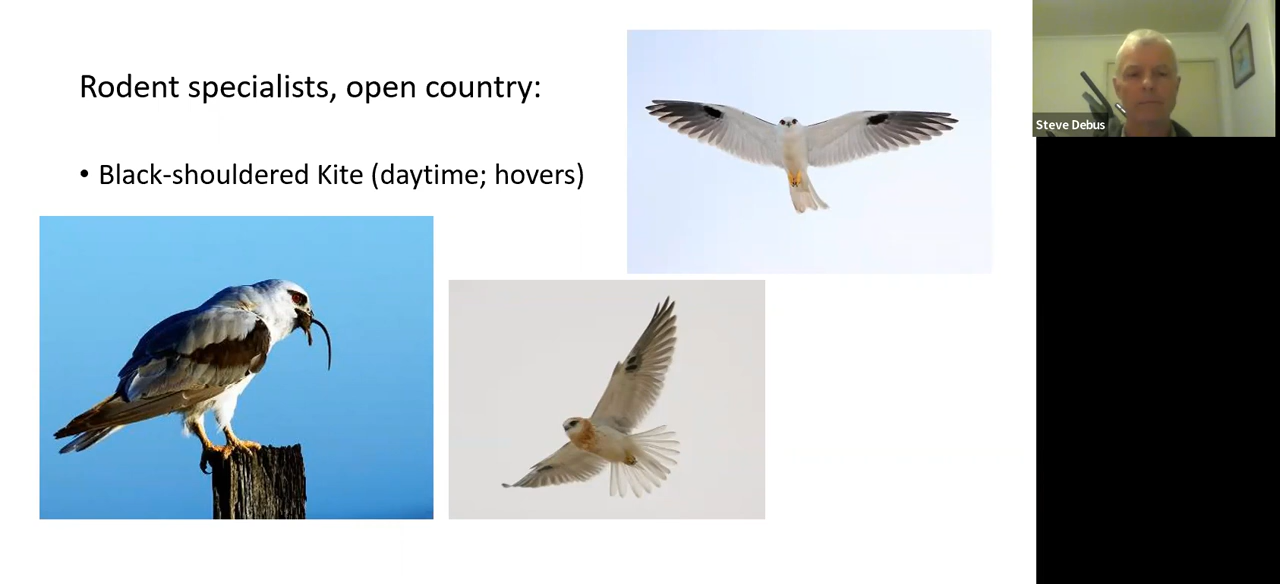 Rodent specialists, open country:
• Black-shouldered Kite (daytime; hovers)
Steve Debus